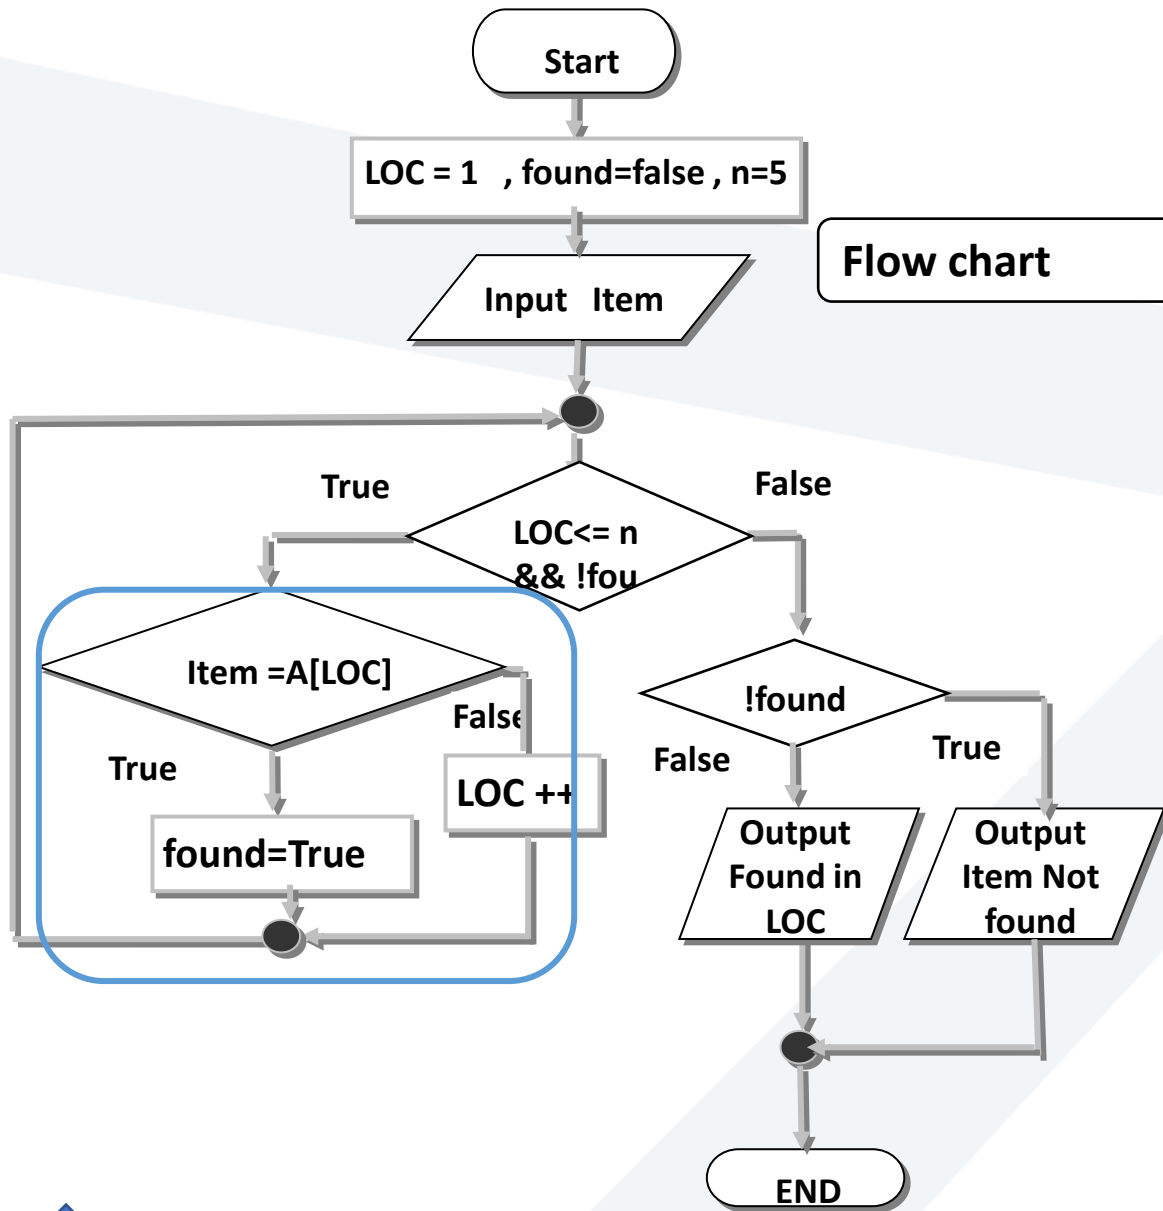 Start
LOC = 1 , found=false , n=5
Flow chart
Input Item
True
False
LOC<= n
&& !fou
Item =A[LOC]
!found
False
True
False
True
LOC ++
found=True
Output
Found in
LOC
Output
Item Not
found
END